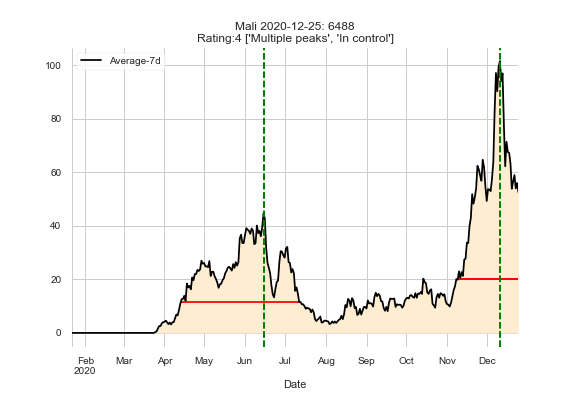 Mali 2020-12-25: 6488
Rating:4 ['Multiple peaks', 'In control']
Average-7d
100
80
60
40
20
0
Feb Mar Apr May Jun Jul Aug Sep Oct Nov Dec
2020
Date